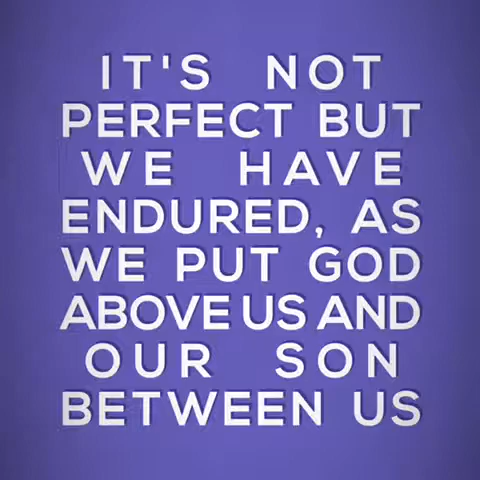 IT'S NOT
PERFECT BUT
WE HAVE
ENDURED, AS
WE PUT GOD
ABOVE US AND
OUR SON
BETWEEN US